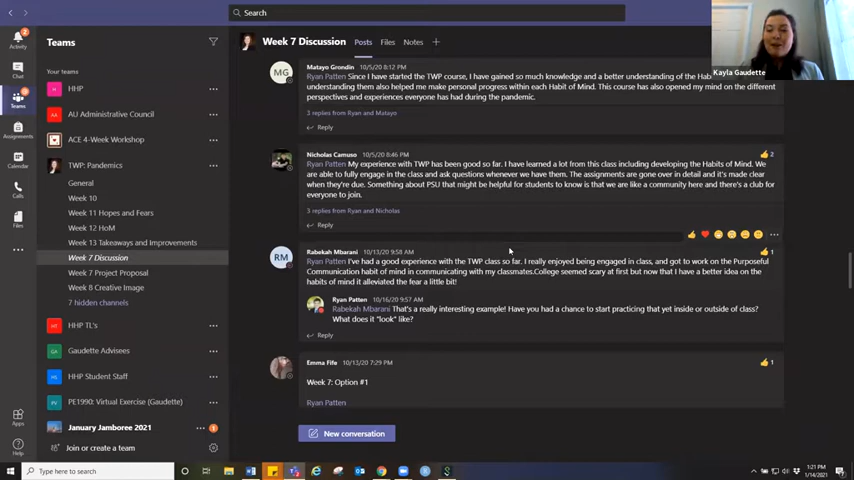 Search
Kayla Gaudette
Activity
Chat
Teams
Assignments
Calendar
Calls
Files
Apps
Help
Teams
Your teams
HHP
AU Administrative Council
ACE 4-Week Workshop
TWP: Pandemics
General
Week 10
Week 11 Hopes and Fears
Week 12 HoM
Week 13 Takeaways and Improvements
Week 7 Discussion
Week 7 Project Proposal
Week 8 Creative Image
7 hidden channels
HHP TL's
GA
Gaudette Advisees
HHP Student Staff
PE1990: Virtual Exercise (Gaudette)
January Jamboree 2021
1
Join or create a team
Week 7 Discussion
Posts
Files
Notes
MG
Matayo Grondin 10/5/20 8:12 PM
Ryan Patten Since I have started the TWP course, I have gained so much knowledge and a better understanding of the Habi
understanding them also helped me make personal progress within each Habit of Mind. This course has also opened my mind on the different
perspectives and experiences everyone has had during the pandemic.
3 replies from Ryan and Matayo
Reply
Nicholas Camuso 10/5/20 8:46 PM
2
Ryan Patten My experience with TWP has been good so far. I have learned a lot from this class including developing the Habits of Mind. We
are able to fully engage in the class and ask questions whenever we have them. The assignments are gone over in detail and it's made clear
when they're due. Something about PSU that might be helpful for students to know is that we are like a community here and there's a club for
everyone to join.
3 replies from Ryan and Nicholas
Reply
RM
Rabekah Mbarani 10/13/20 9:58 AM
1
Ryan Patten I've had a good experience with the TWP class so far. I really enjoyed being engaged in class, and got to work on the Purposeful
Communication habit of mind in communicating with my classmates.College seemed scary at first but now that I have a better idea on the
habits of mind it alleviated the fear a little bit!
Ryan Patten 10/16/20 9:57 AM
Rabekah Mbarani That's a really interesting example! Have you had a chance to start practicing that yet inside or outside of class?
What does it "look" like?
Reply
Emma Fife 10/13/20 7:29 PM
1
Week 7: Option #1
Ryan Patten
New conversation
Type here to search
1:21 PM
1/14/2021